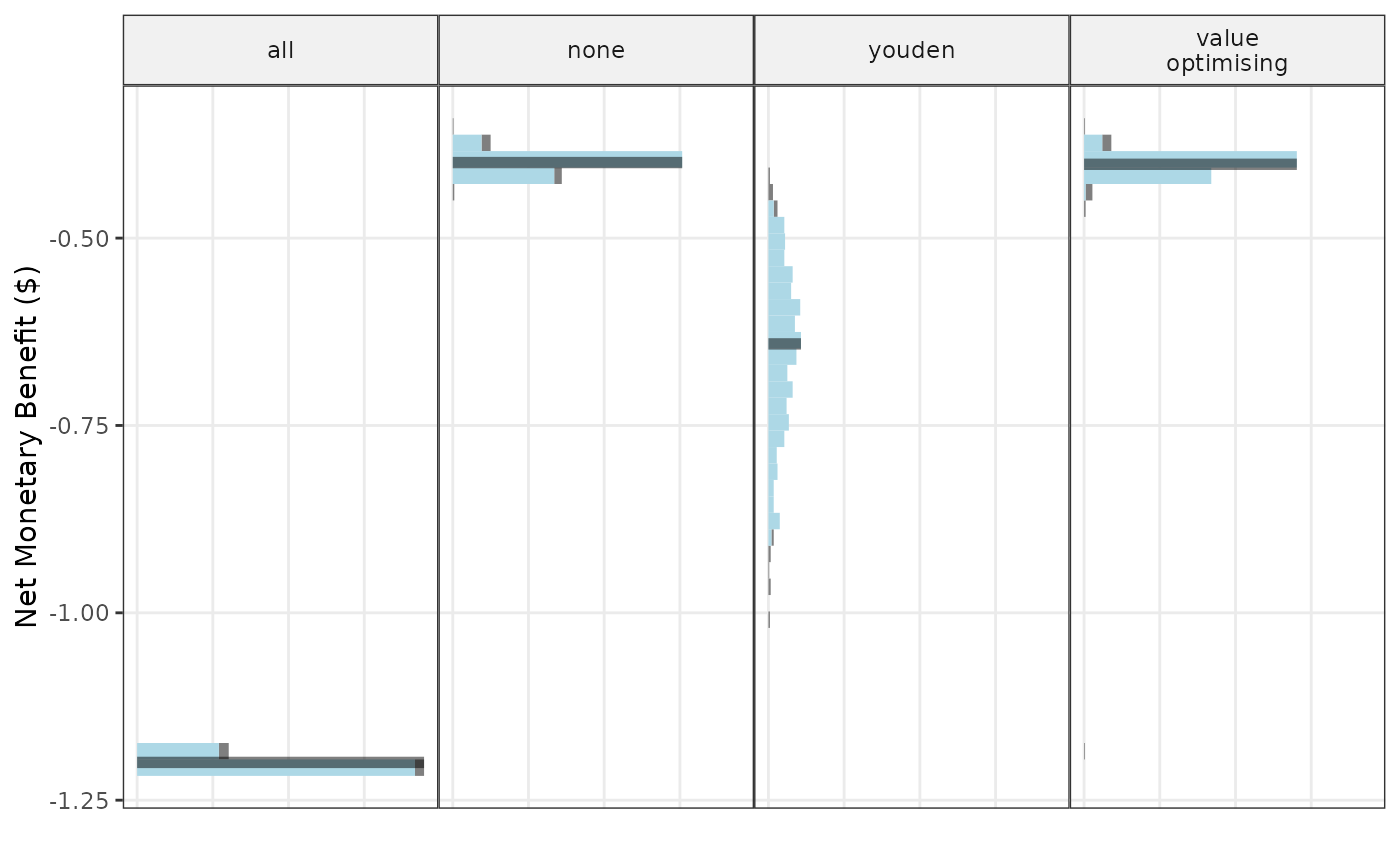 all
none
youden
value
optimising
Net Monetary Benefit ($)
-0.50
-0.75
-1.00
-1.25